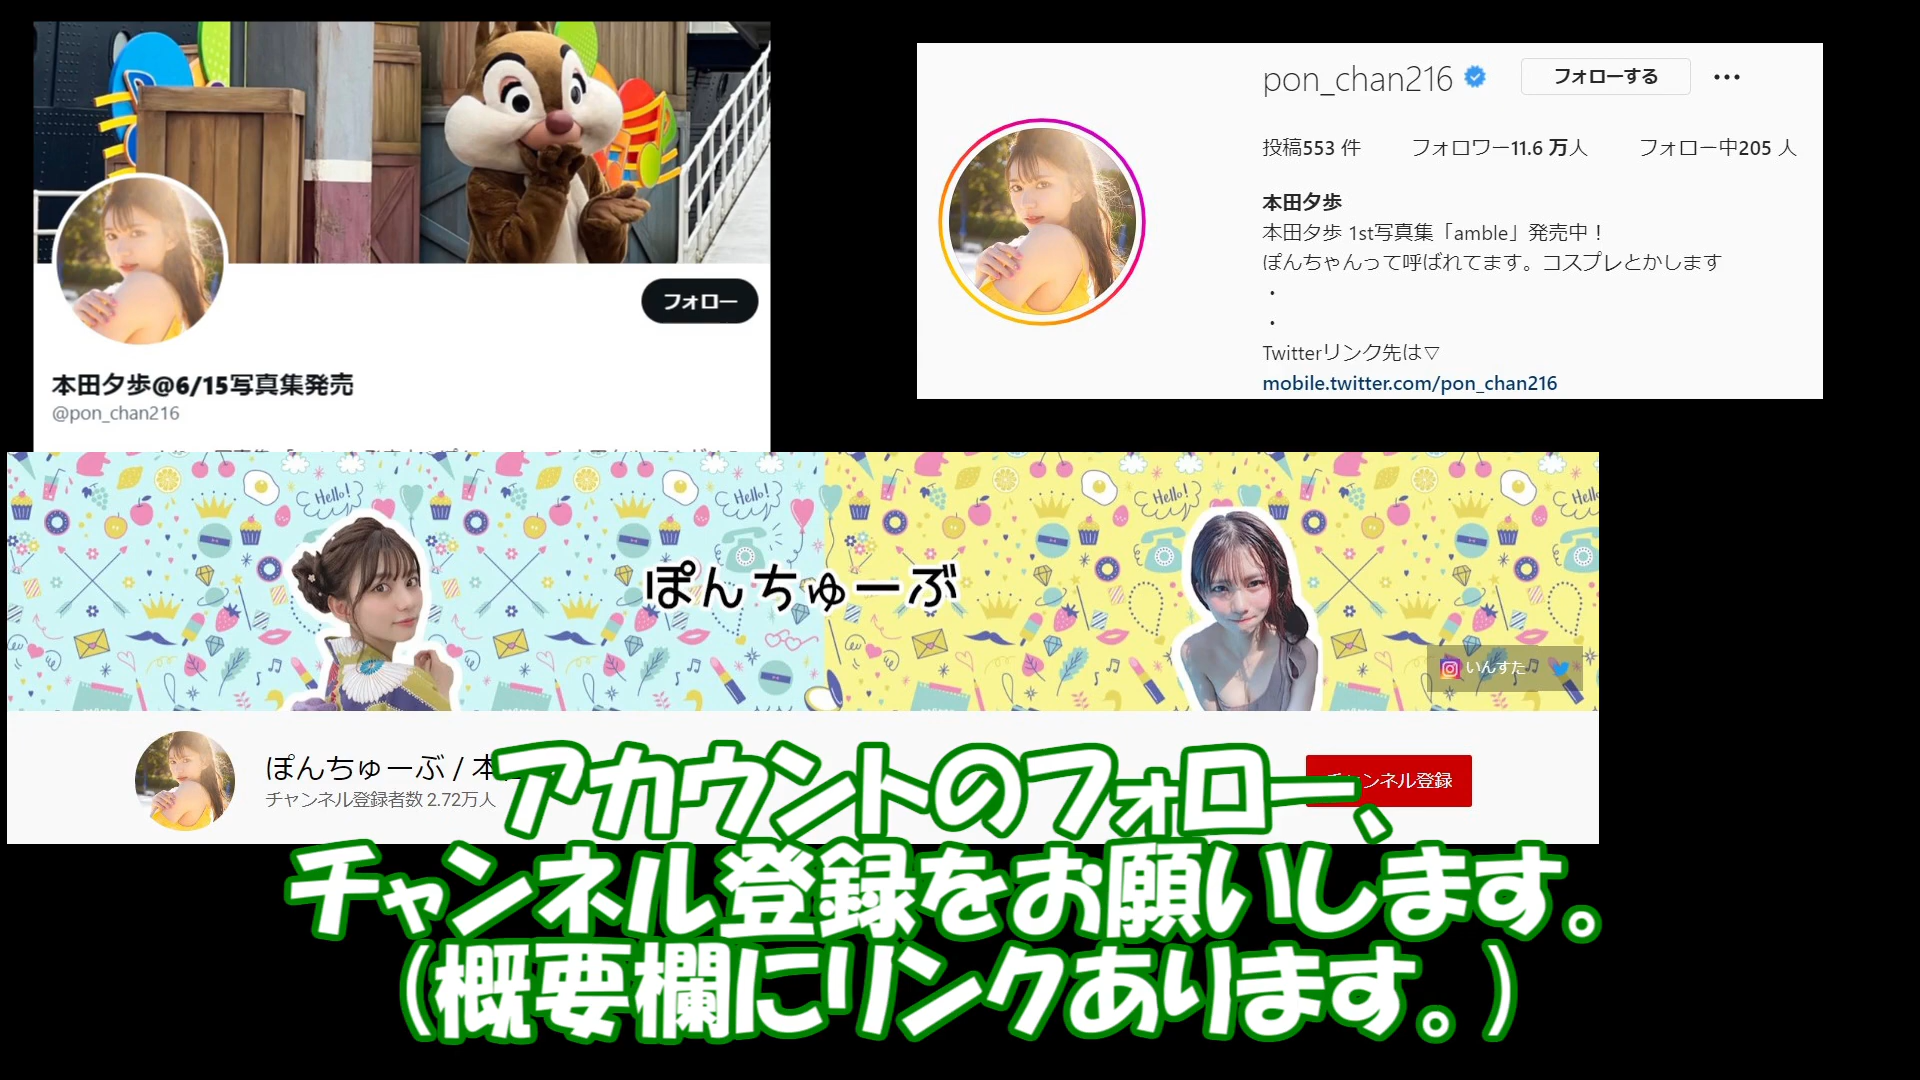 フォロー
本田夕歩@6/15写真集発売
@pon_chan216
pon_chan216
フォローする
投稿553 件 フォロワー11.6 万人 フォロー中205 人
本田夕歩
本田夕歩 1st写真集「amble」発売中！
ぽんちゃんって呼ばれてます。コスプレとかします
・
・
Twitterリンク先は▽
mobile.twitter.com/pon_chan216
Hello!
Hello!
Hello!
Hello
ぽんちゅーぶ
いんすた
ぽんちゅーぶ / 本
チャンネル登録者数 2.72万人
チャンネル登録
アカウントのフォロー、
チャンネル登録をお願いします。
（概要欄にリンクあります。）